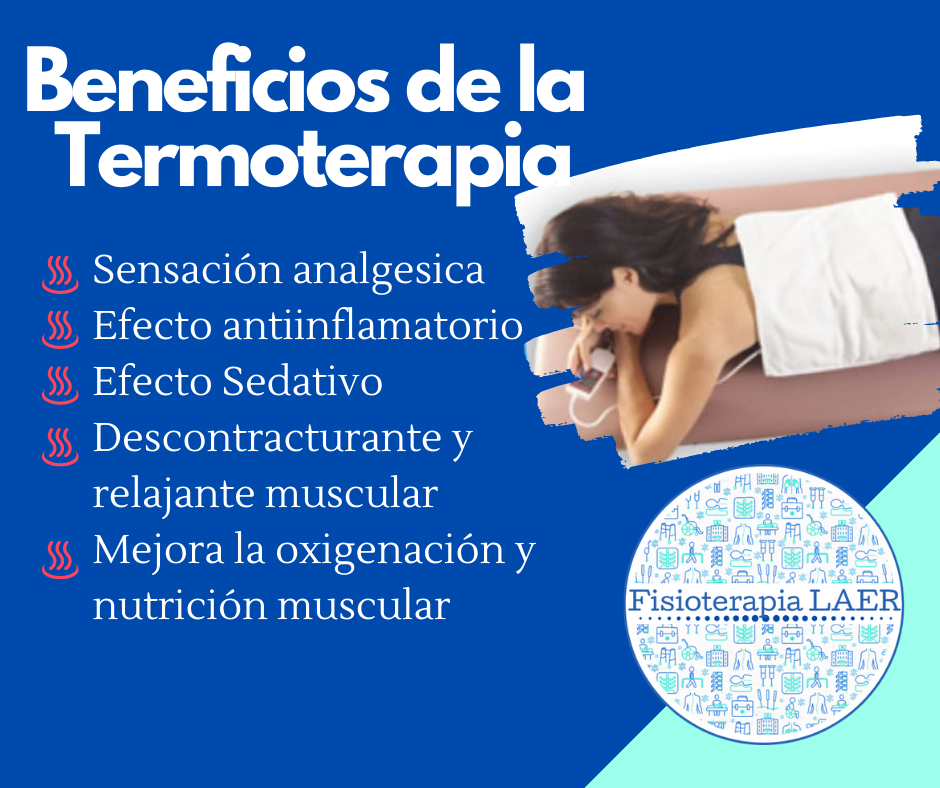 Beneficios de la
Termoterapia
Sensación analgesica
Efecto antiinflamatorio
Efecto Sedativo
Descontracturante y
relajante muscular
Mejora la oxigenación y
nutrición muscular
Fisioterapia LAER